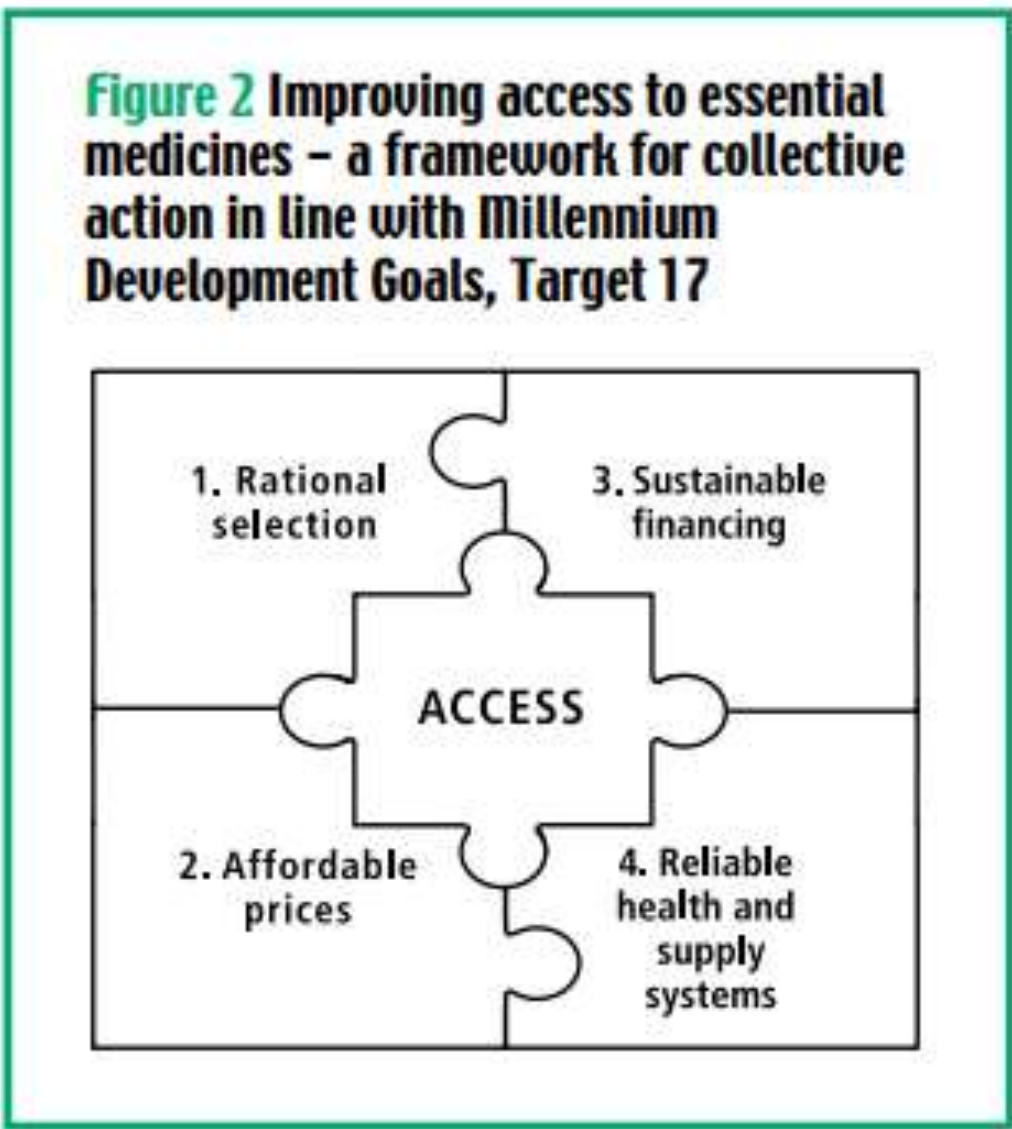 Figure 2 Improving access to essential
medicines – a framework for collective
action in line with Millennium
Development Goals, Target 17
1. Rational
selection
3. Sustainable
financing
ACCESS
2. Affordable
prices
4. Reliable
health and
supply
systems